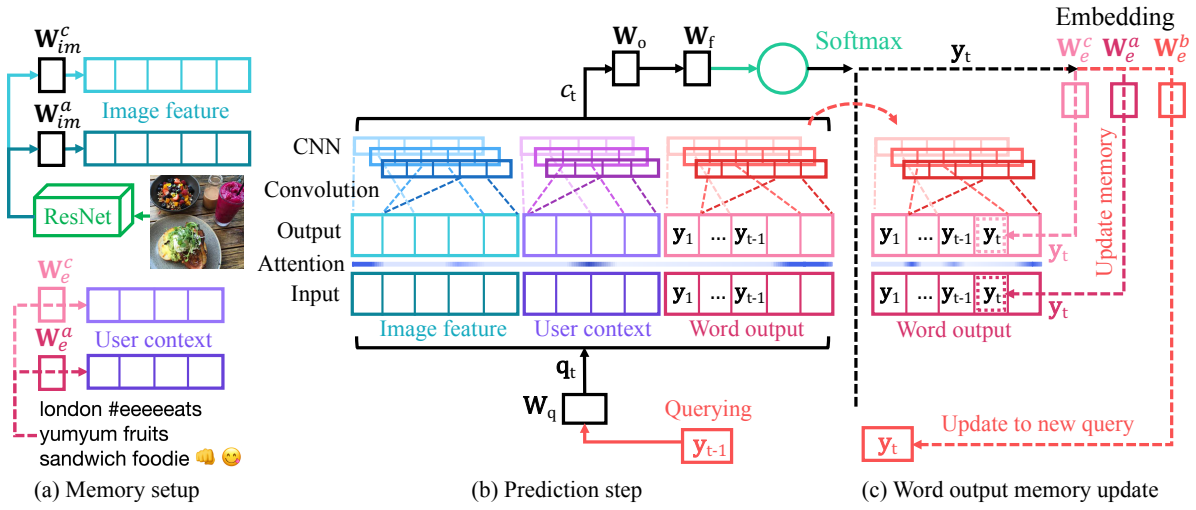 W_im^c
Image feature
W_im^a
ResNet
W_e^c
W_e^a
User context
london #eeeeeats
yumyum fruits
sandwich foodie 👊 😋
(a) Memory setup
W_o W_f Softmax
c_t
CNN
Convolution
Output y_1 ... y_t-1
Attention
Input y_1 ... y_t-1
Image feature User context Word output
q_t
W_q
Querying
y_t-1
(b) Prediction step
y_t
Embedding
W_e^c W_e^a W_e^b
Update memory
y_1 ... y_t-1 y_t
y_t
y_1 ... y_t-1 y_t
y_t
Word output
Update to new query
y_t
(c) Word output memory update